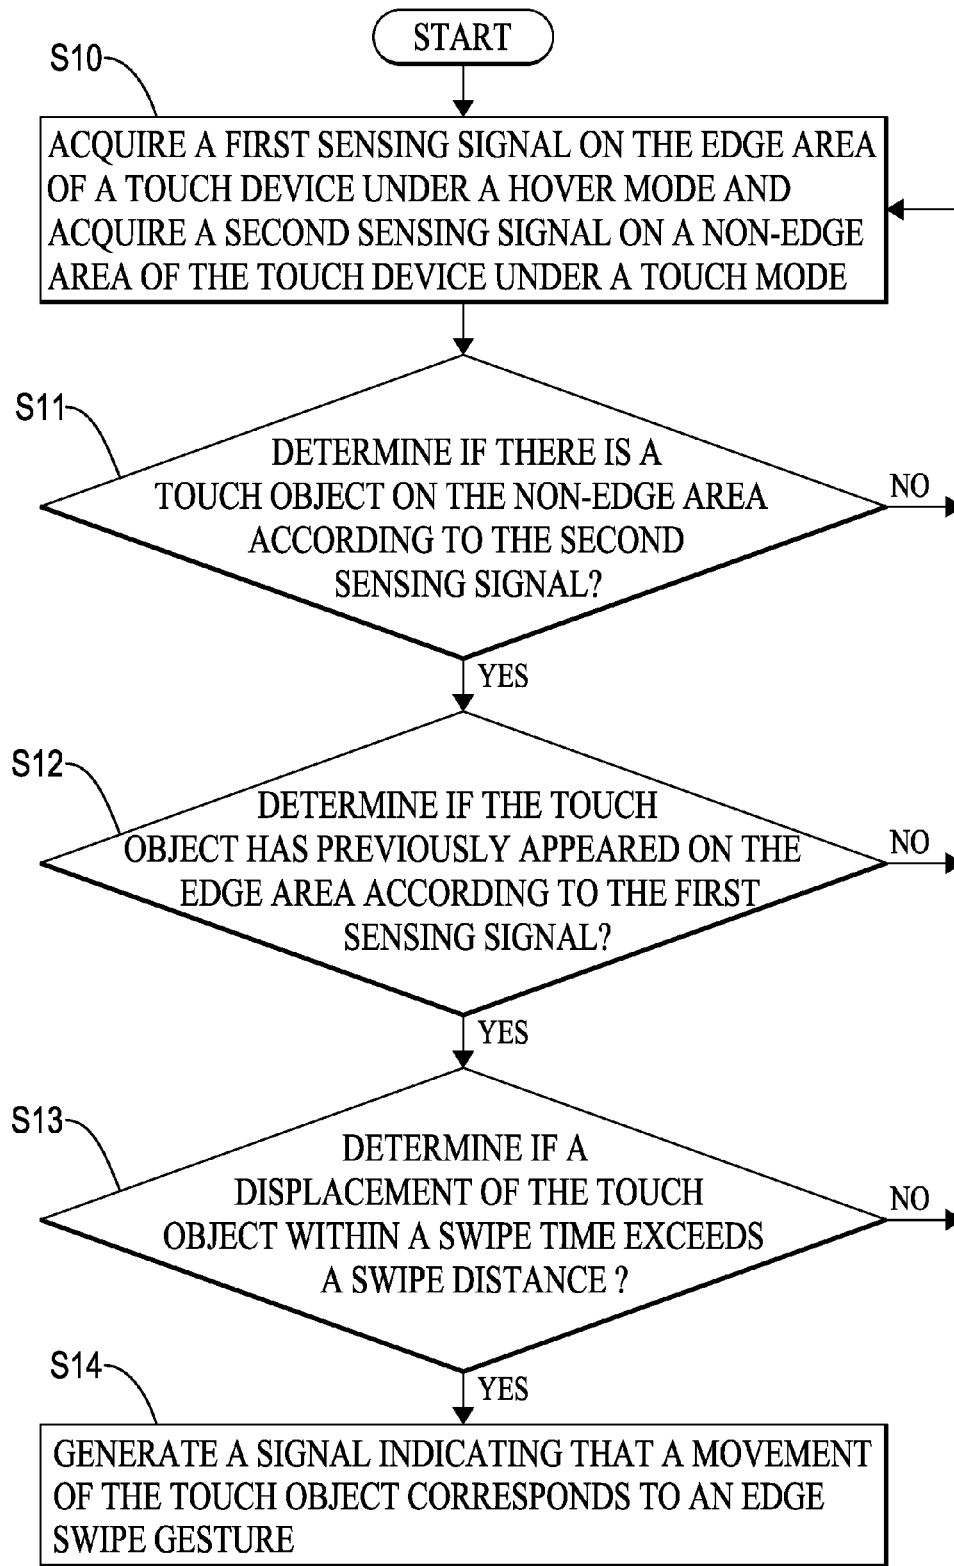 START
S10
ACQUIRE A FIRST SENSING SIGNAL ON THE EDGE AREA
OF A TOUCH DEVICE UNDER A HOVER MODE AND
ACQUIRE A SECOND SENSING SIGNAL ON A NON-EDGE
AREA OF THE TOUCH DEVICE UNDER A TOUCH MODE
S11
DETERMINE IF THERE IS A
TOUCH OBJECT ON THE NON-EDGE AREA
ACCORDING TO THE SECOND
SENSING SIGNAL?
NO
YES
S12
DETERMINE IF THE TOUCH
OBJECT HAS PREVIOUSLY APPEARED ON THE
EDGE AREA ACCORDING TO THE FIRST
SENSING SIGNAL?
NO
YES
S13
DETERMINE IF A
DISPLACEMENT OF THE TOUCH
OBJECT WITHIN A SWIPE TIME EXCEEDS
A SWIPE DISTANCE ?
NO
YES
S14
GENERATE A SIGNAL INDICATING THAT A MOVEMENT
OF THE TOUCH OBJECT CORRESPONDS TO AN EDGE
SWIPE GESTURE